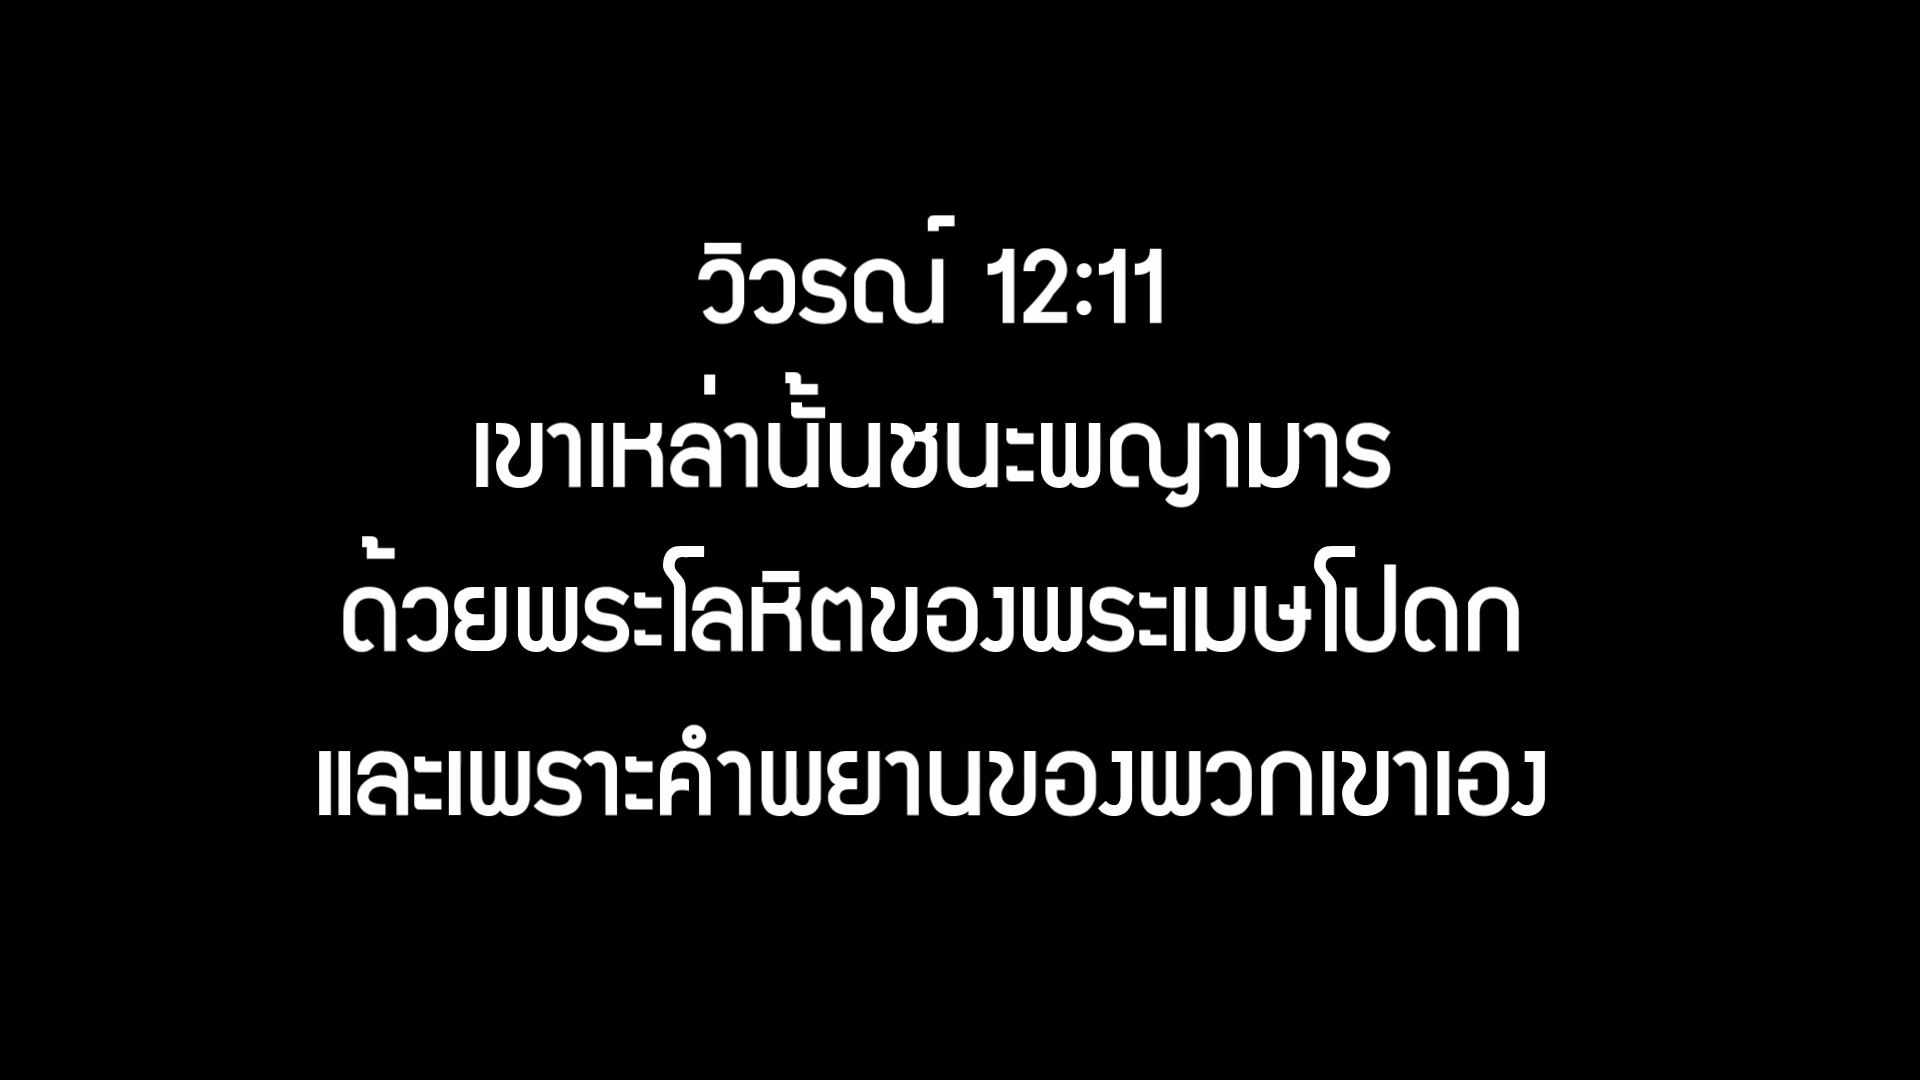 วิวรณ์ 12:11
เขาเหล่านั้นชนะพญามาร
ด้วยพระโลหิตของพระเมษโปดก
และเพราะคำพยานของพวกเขาเอง